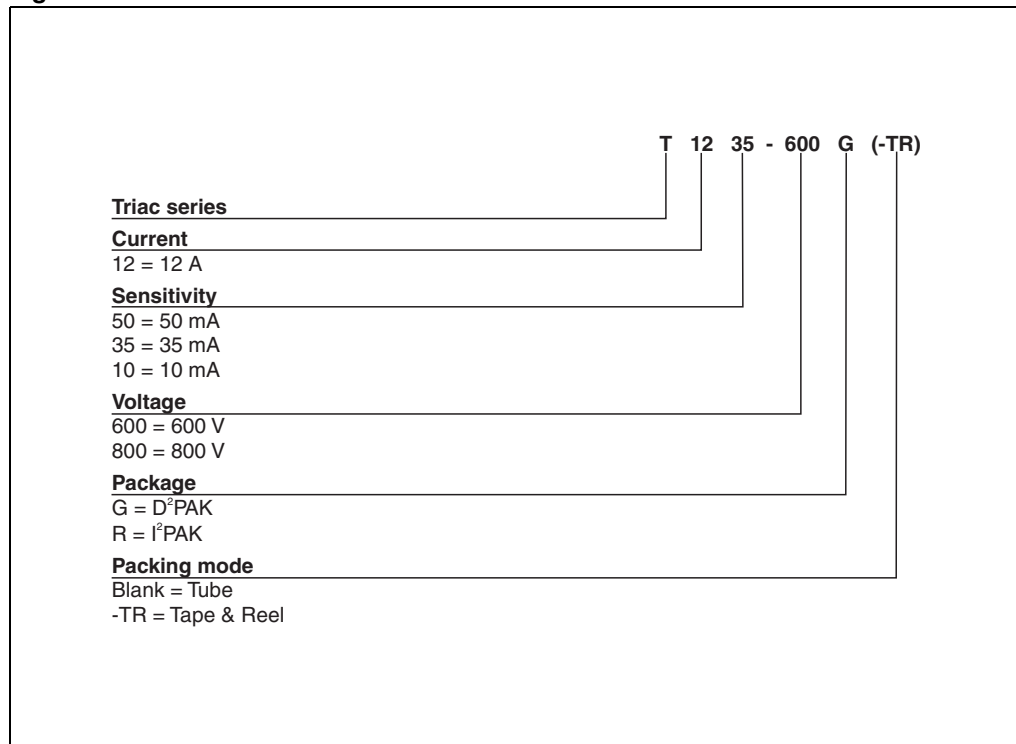 T 12 35 - 600 G (-TR)
Triac series
Current
12 = 12 A
Sensitivity
50 = 50 mA
35 = 35 mA
10 = 10 mA
Voltage
600 = 600 V
800 = 800 V
Package
G = D²PAK
R = I²PAK
Packing mode
Blank = Tube
-TR = Tape & Reel